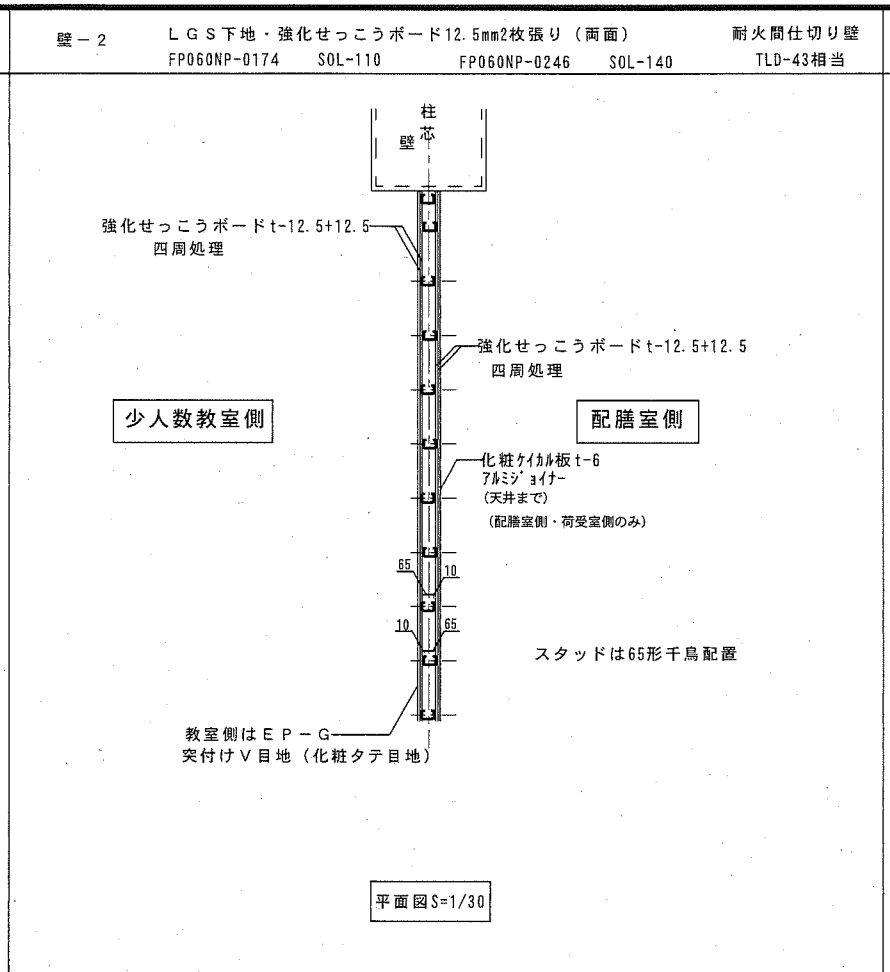 壁－2 ＬＧＳ下地・強化せっこうボード12.5mm2枚張り（両面） 耐火間仕切り壁
FP060NP-0174 SOL-110 FP060NP-0246 SOL-140 TLD-43相当
柱
芯
壁
強化せっこうボードt-12.5+12.5
四周処理
強化せっこうボードt-12.5+12.5
四周処理
少人数教室側
配膳室側
化粧ｹｲｶﾙ板t-6
ｱﾙﾐｼﾞｮｲﾅｰ
(天井まで)
(配膳室側・荷受室側のみ)
65 10
10 65
スタッドは65形千鳥配置
教室側はＥＰ－Ｇ
突付けＶ目地（化粧タテ目地）
平面図S=1/30